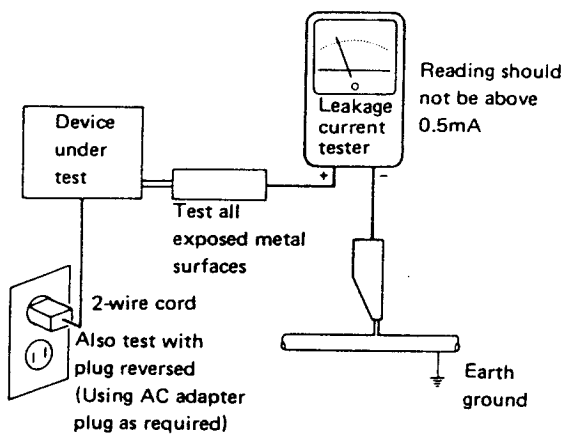 Device
under
test
Leakage
current
tester
+
-
Reading should
not be above
0.5mA
Test all
exposed metal
surfaces
2-wire cord
Also test with
plug reversed
(Using AC adapter
plug as required)
Earth
ground